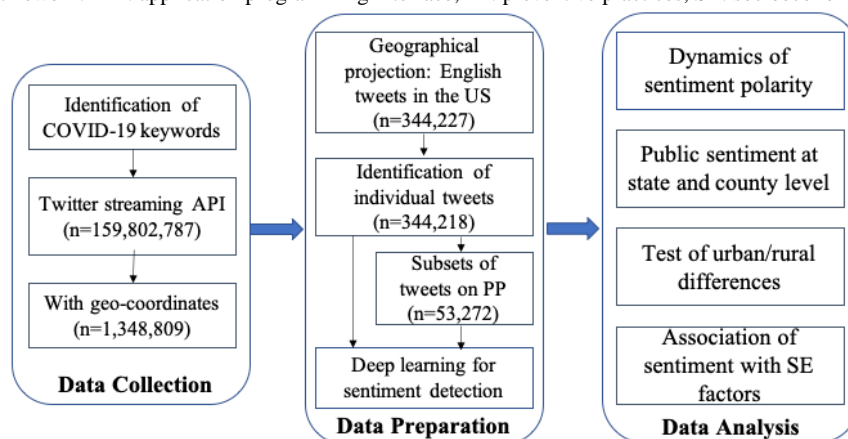 Identification of
COVID-19 keywords
Twitter streaming API
(n=159,802,787)
With geo-coordinates
(n=1,348,809)
Data Collection
Geographical
projection: English
tweets in the US
(n=344,227)
Identification of
individual tweets
(n=344,218)
Subsets of
tweets on PP
(n=53,272)
Deep learning for
sentiment detection
Data Preparation
Dynamics of
sentiment polarity
Public sentiment at
state and county level
Test of urban/rural
differences
Association of
sentiment with SE
factors
Data Analysis